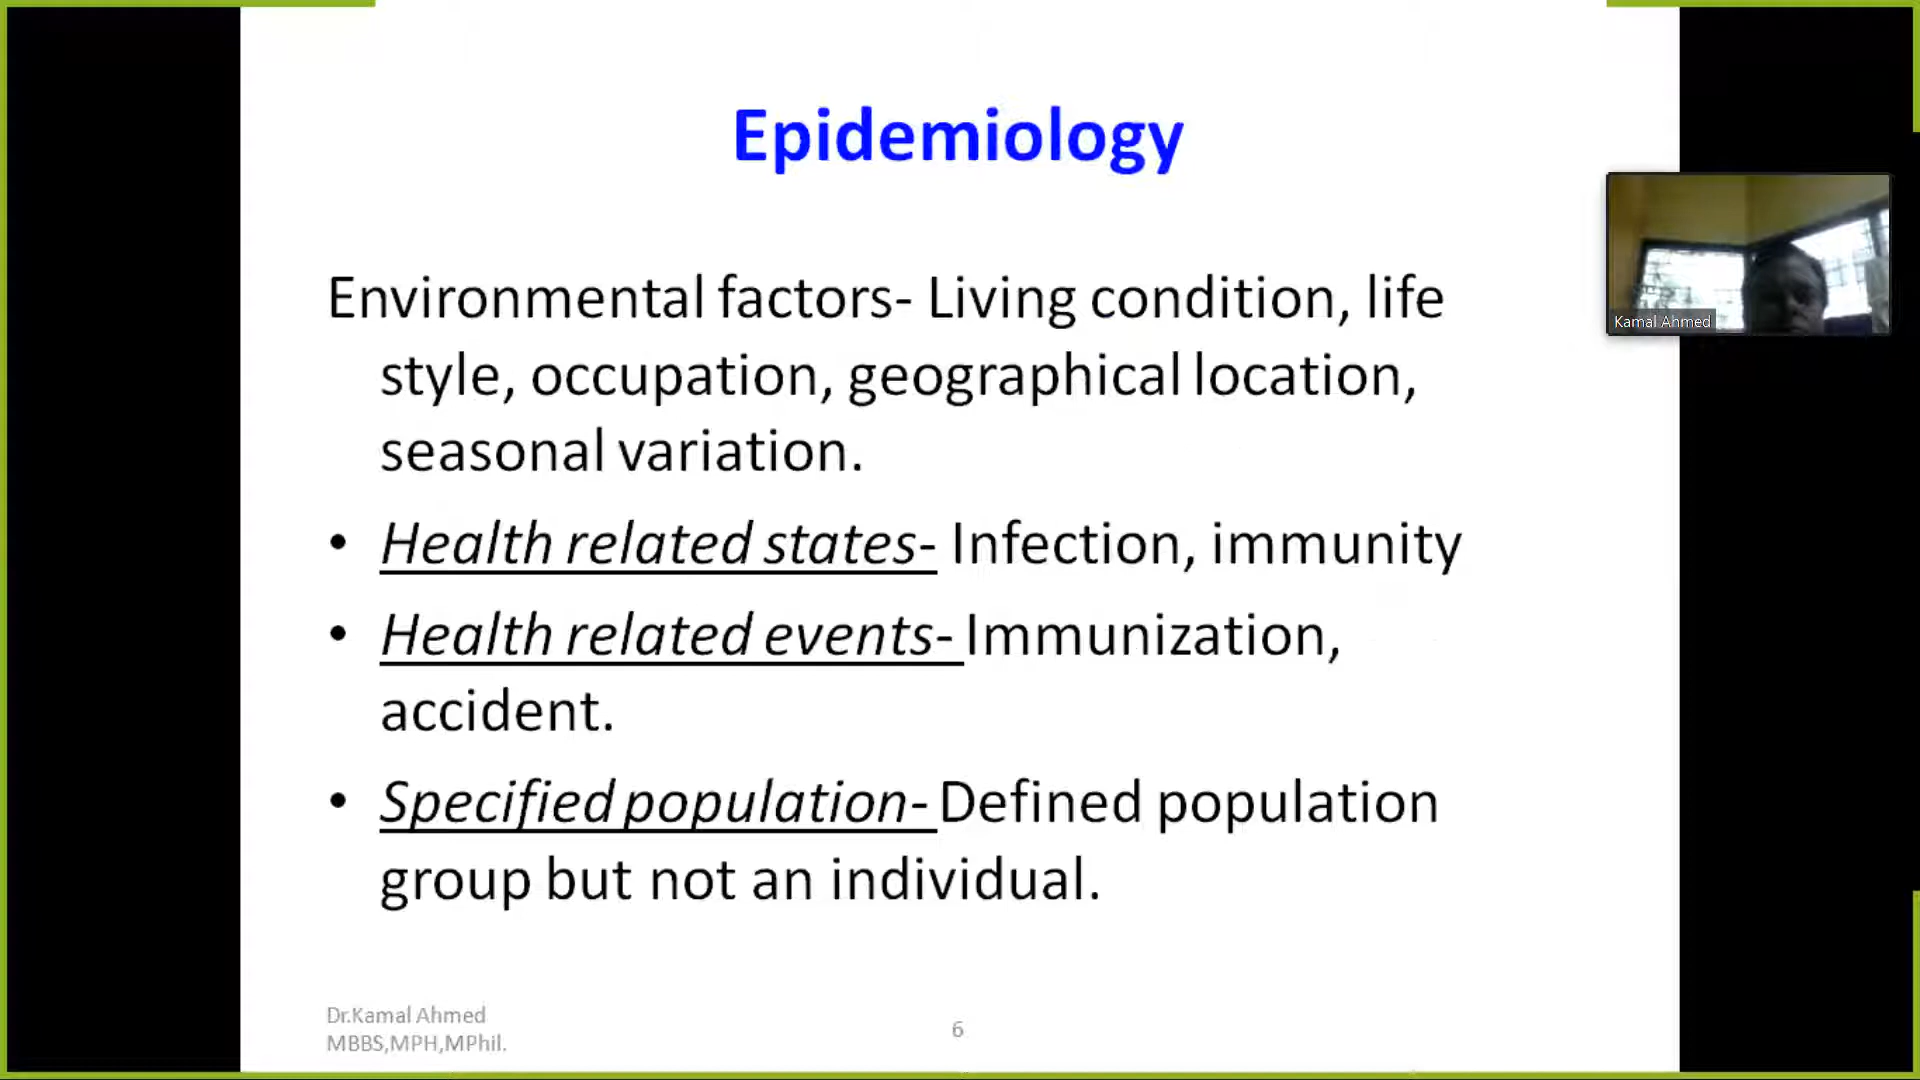 Epidemiology
Environmental factors- Living condition, life
style, occupation, geographical location,
seasonal variation.
• Health related states- Infection, immunity
• Health related events- Immunization,
accident.
• Specified population- Defined population
group but not an individual.
Kamal Ahmed
Dr.Kamal Ahmed
MBBS,MPH,MPhil.
6